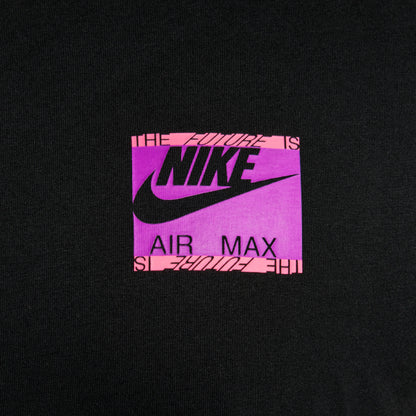 THE FUTURE IS
NIKE
AIR MAX
THE FUTURE IS